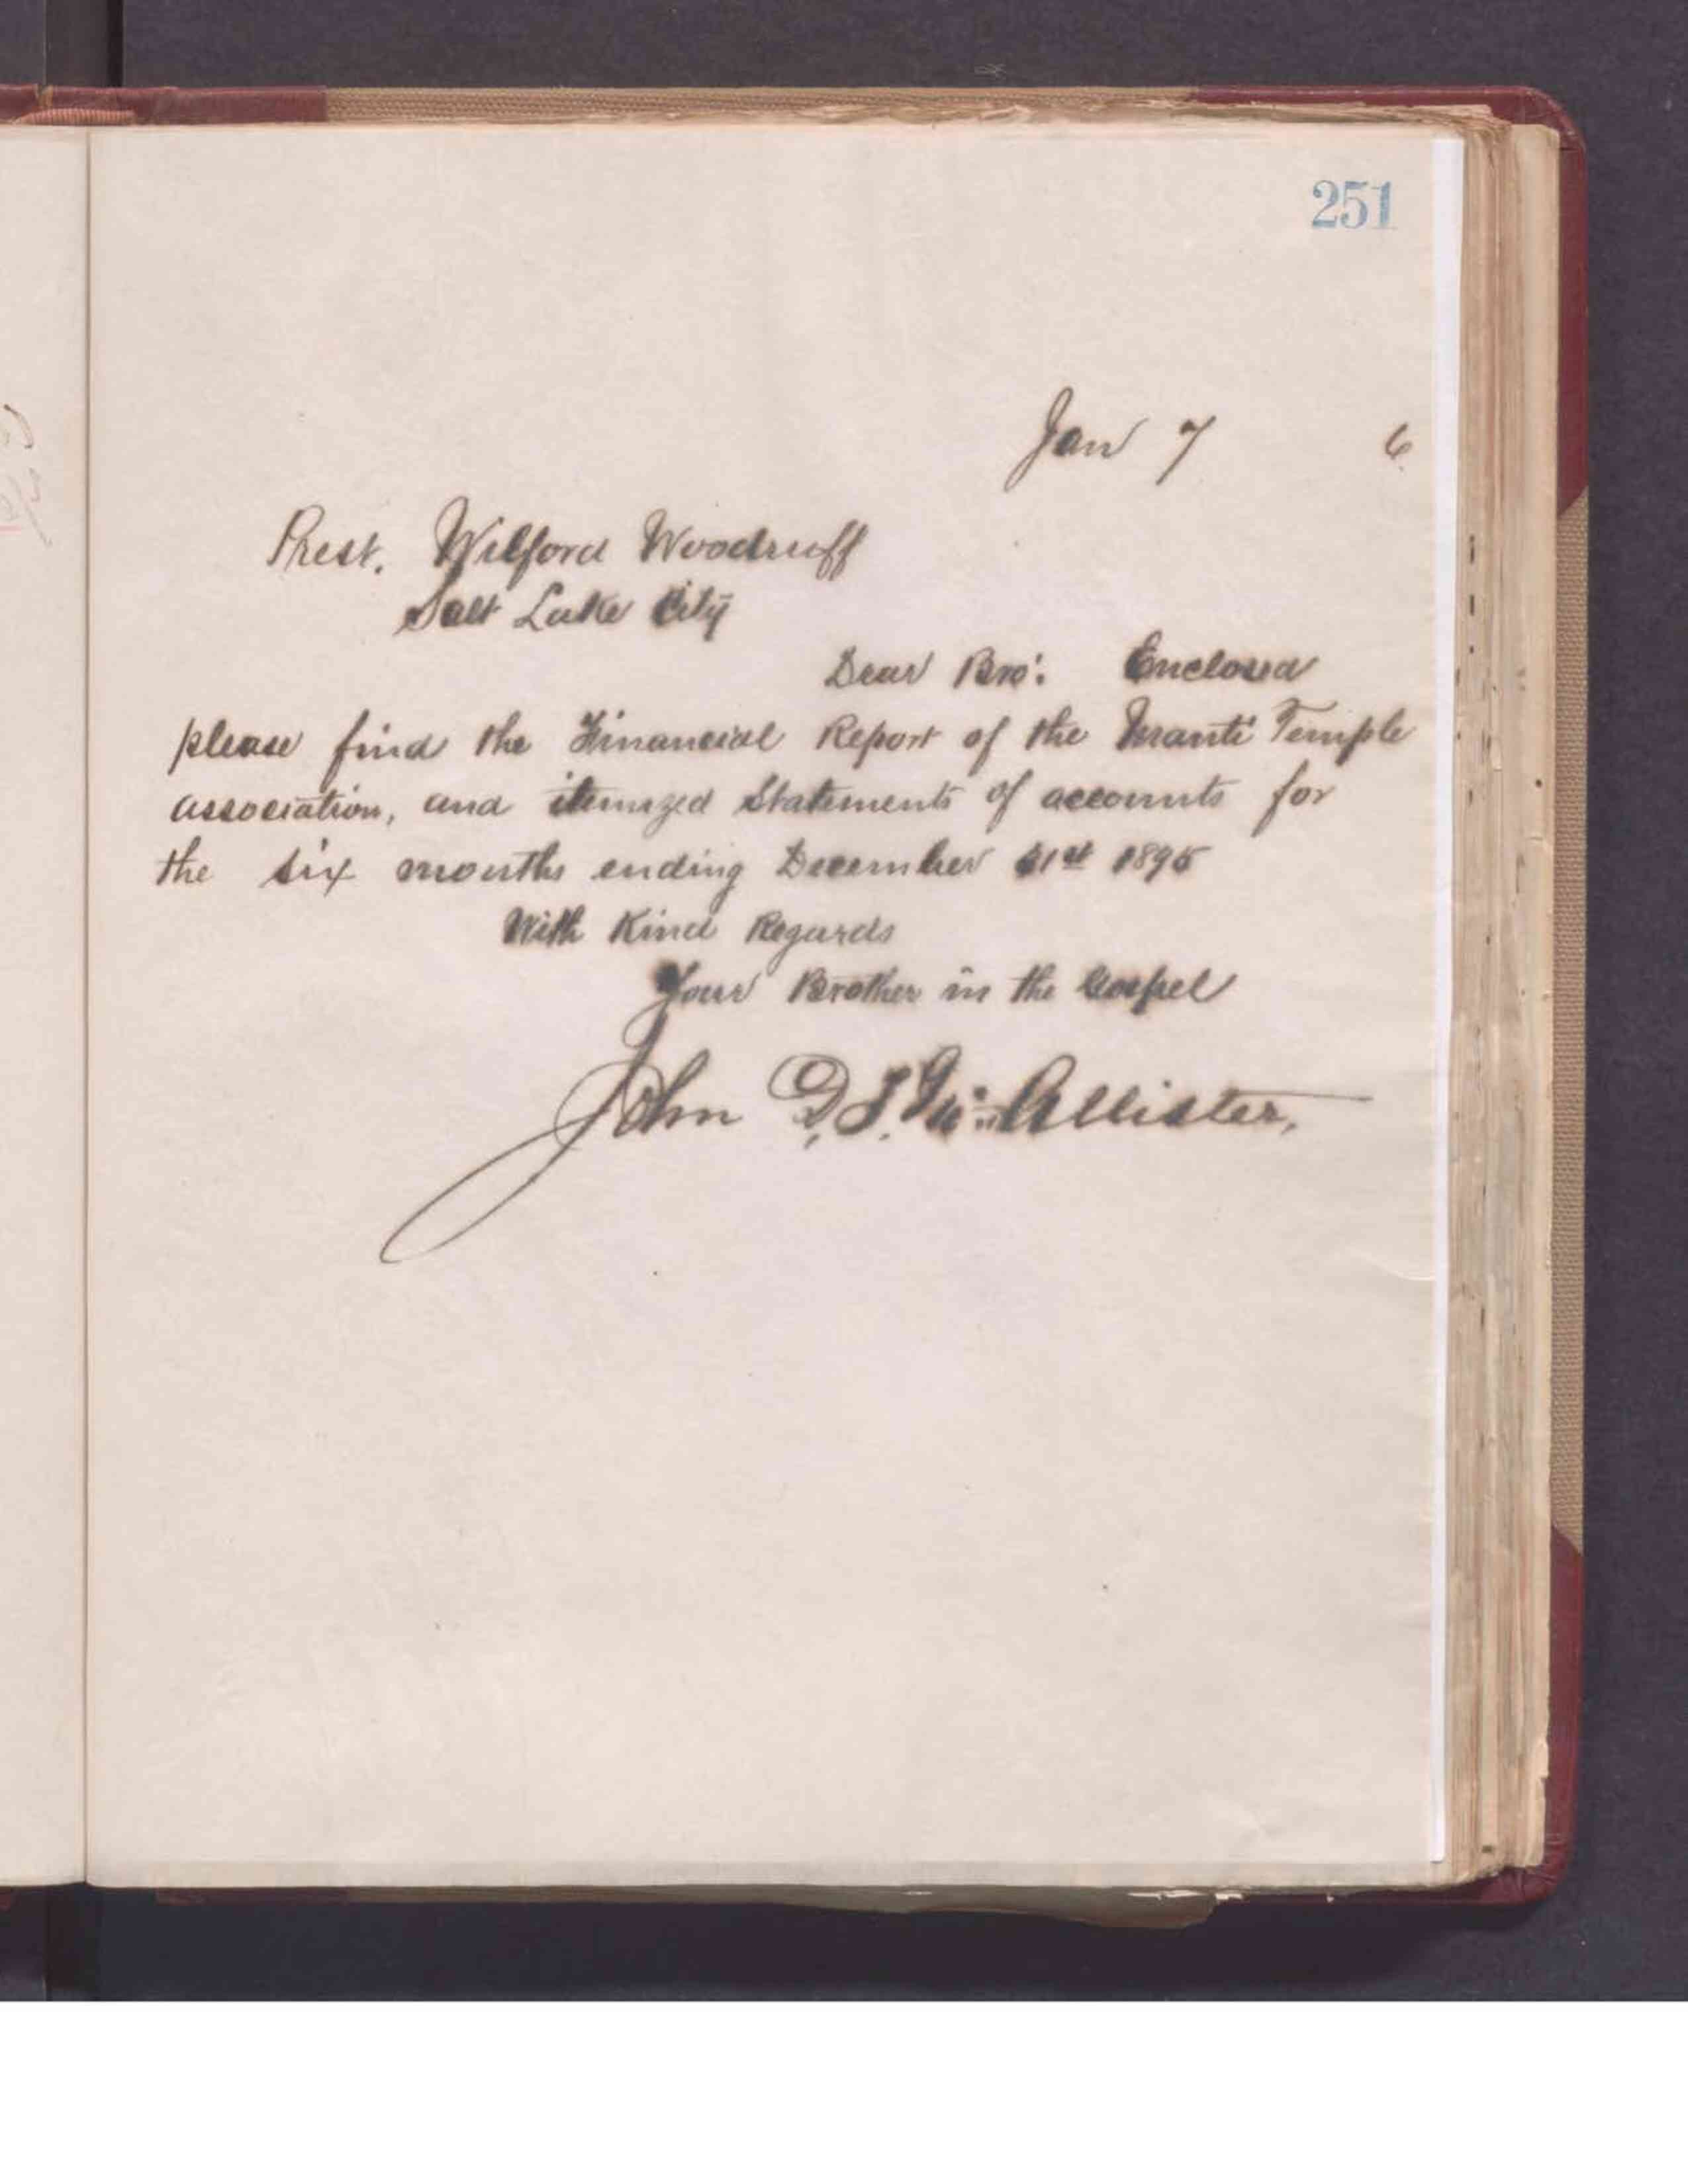 251
Jan 7 6
Prest. Wilford Woodruff
Salt Lake City
Dear Bro: Enclosed
please find the Financial Report of the Manti Temple
association, and itemized Statements of accounts for
the six months ending December 31st 1895
With Kind Regards
Your Brother in the Gospel
John D. T. McAllister,